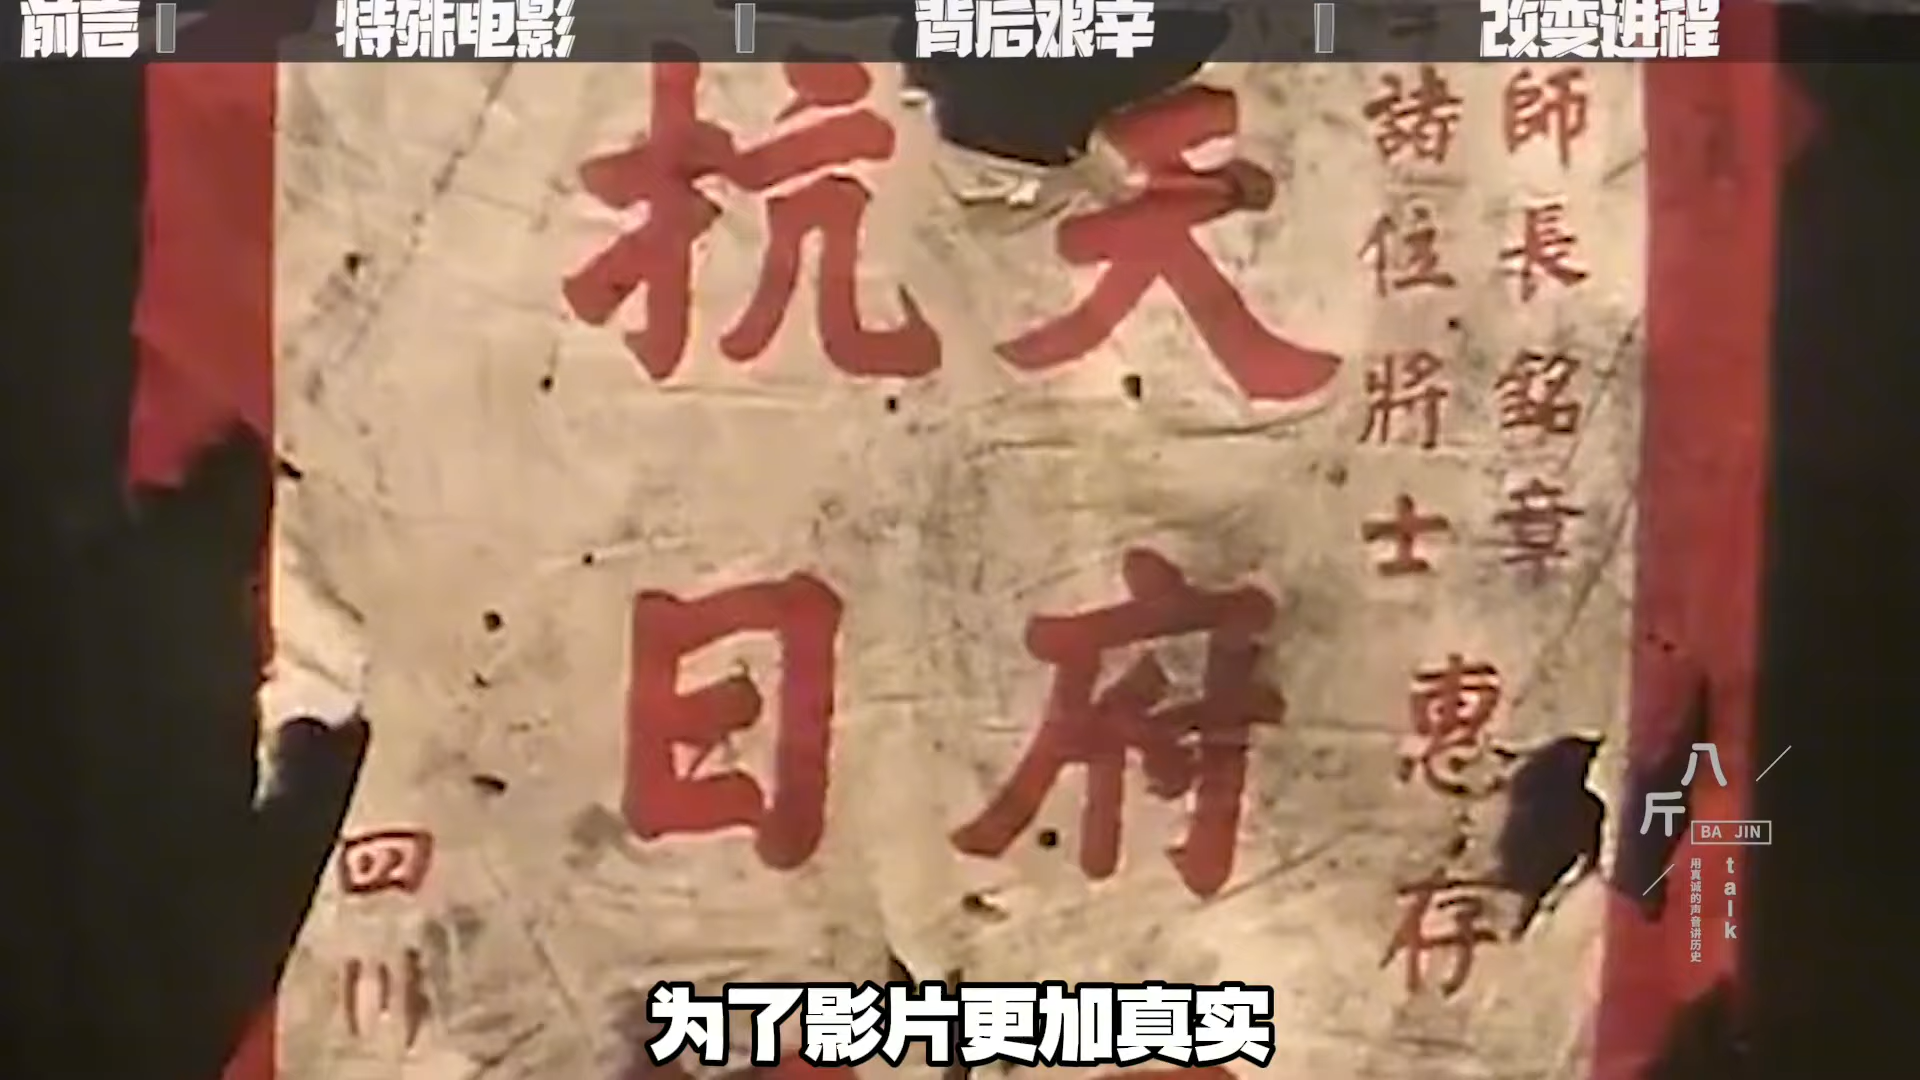 前言 特殊电影 背后艰辛 改变进程
師長銘章
諸位將士 惠存
天府
抗日
四川
八斤
BA JIN
talk
用真诚的声音讲历史
为了影片更加真实